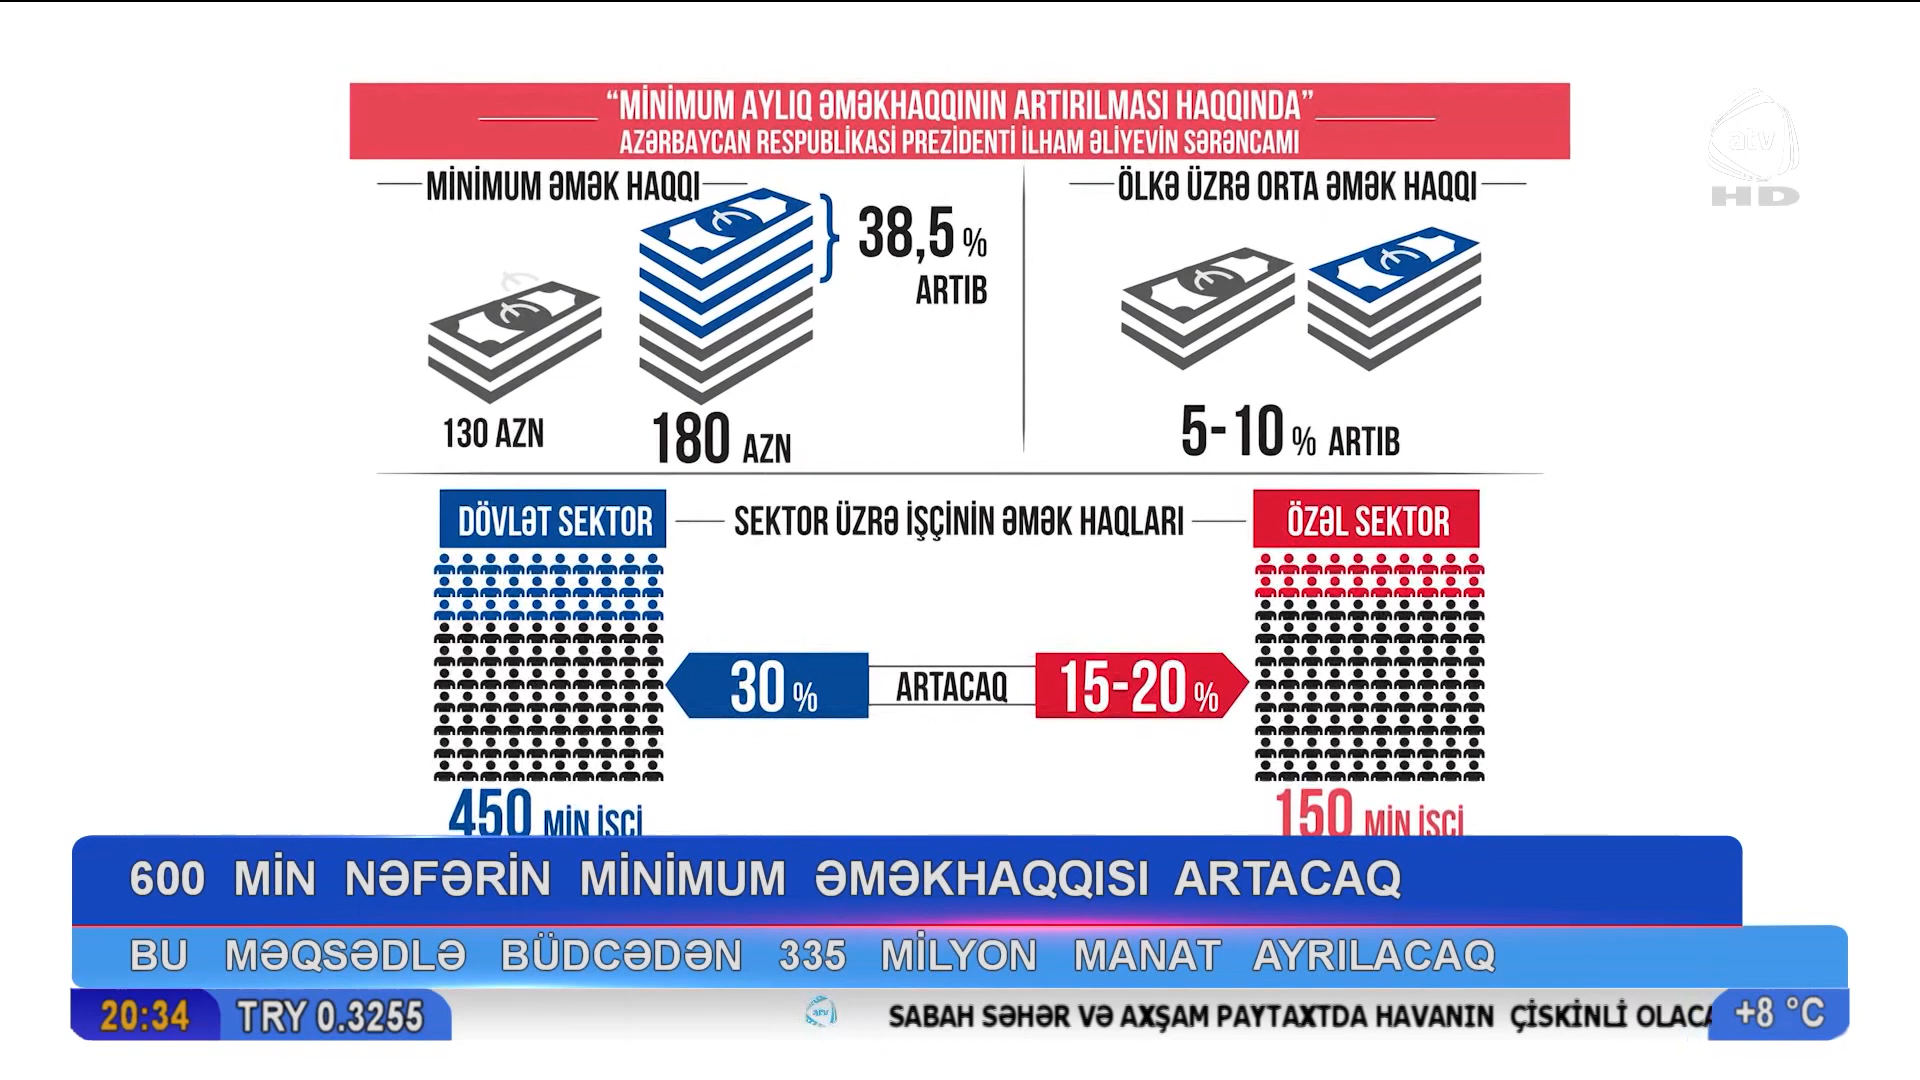 “MİNİMUM AYLIQ ƏMƏKHAQQININ ARTIRILMASI HAQQINDA”
AZƏRBAYCAN RESPUBLİKASİ PREZİDENTİ İLHAM ƏLİYEVİN SƏRƏNCAMI
atv
HD
MİNİMUM ƏMƏK HAQQI
ÖLKƏ ÜZRƏ ORTA ƏMƏK HAQQI
38,5 %
ARTIB
130 AZN
180 AZN
5-10 % ARTIB
DÖVLƏT SEKTOR
SEKTOR ÜZRƏ İŞÇİNİN ƏMƏK HAQLARI
ÖZƏL SEKTOR
30 %
ARTACAQ
15-20 %
450 MİN İŞÇİ
150 MİN İŞÇİ
600 MİN NƏFƏRİN MİNİMUM ƏMƏKHAQQISI ARTACAQ
BU MƏQSƏDLƏ BÜDCƏDƏN 335 MİLYON MANAT AYRILACAQ
20:34 TRY 0.3255 atv SABAH SƏHƏR VƏ AXŞAM PAYTAXTDA HAVANIN ÇİSKİNLİ OLACA +8 °C